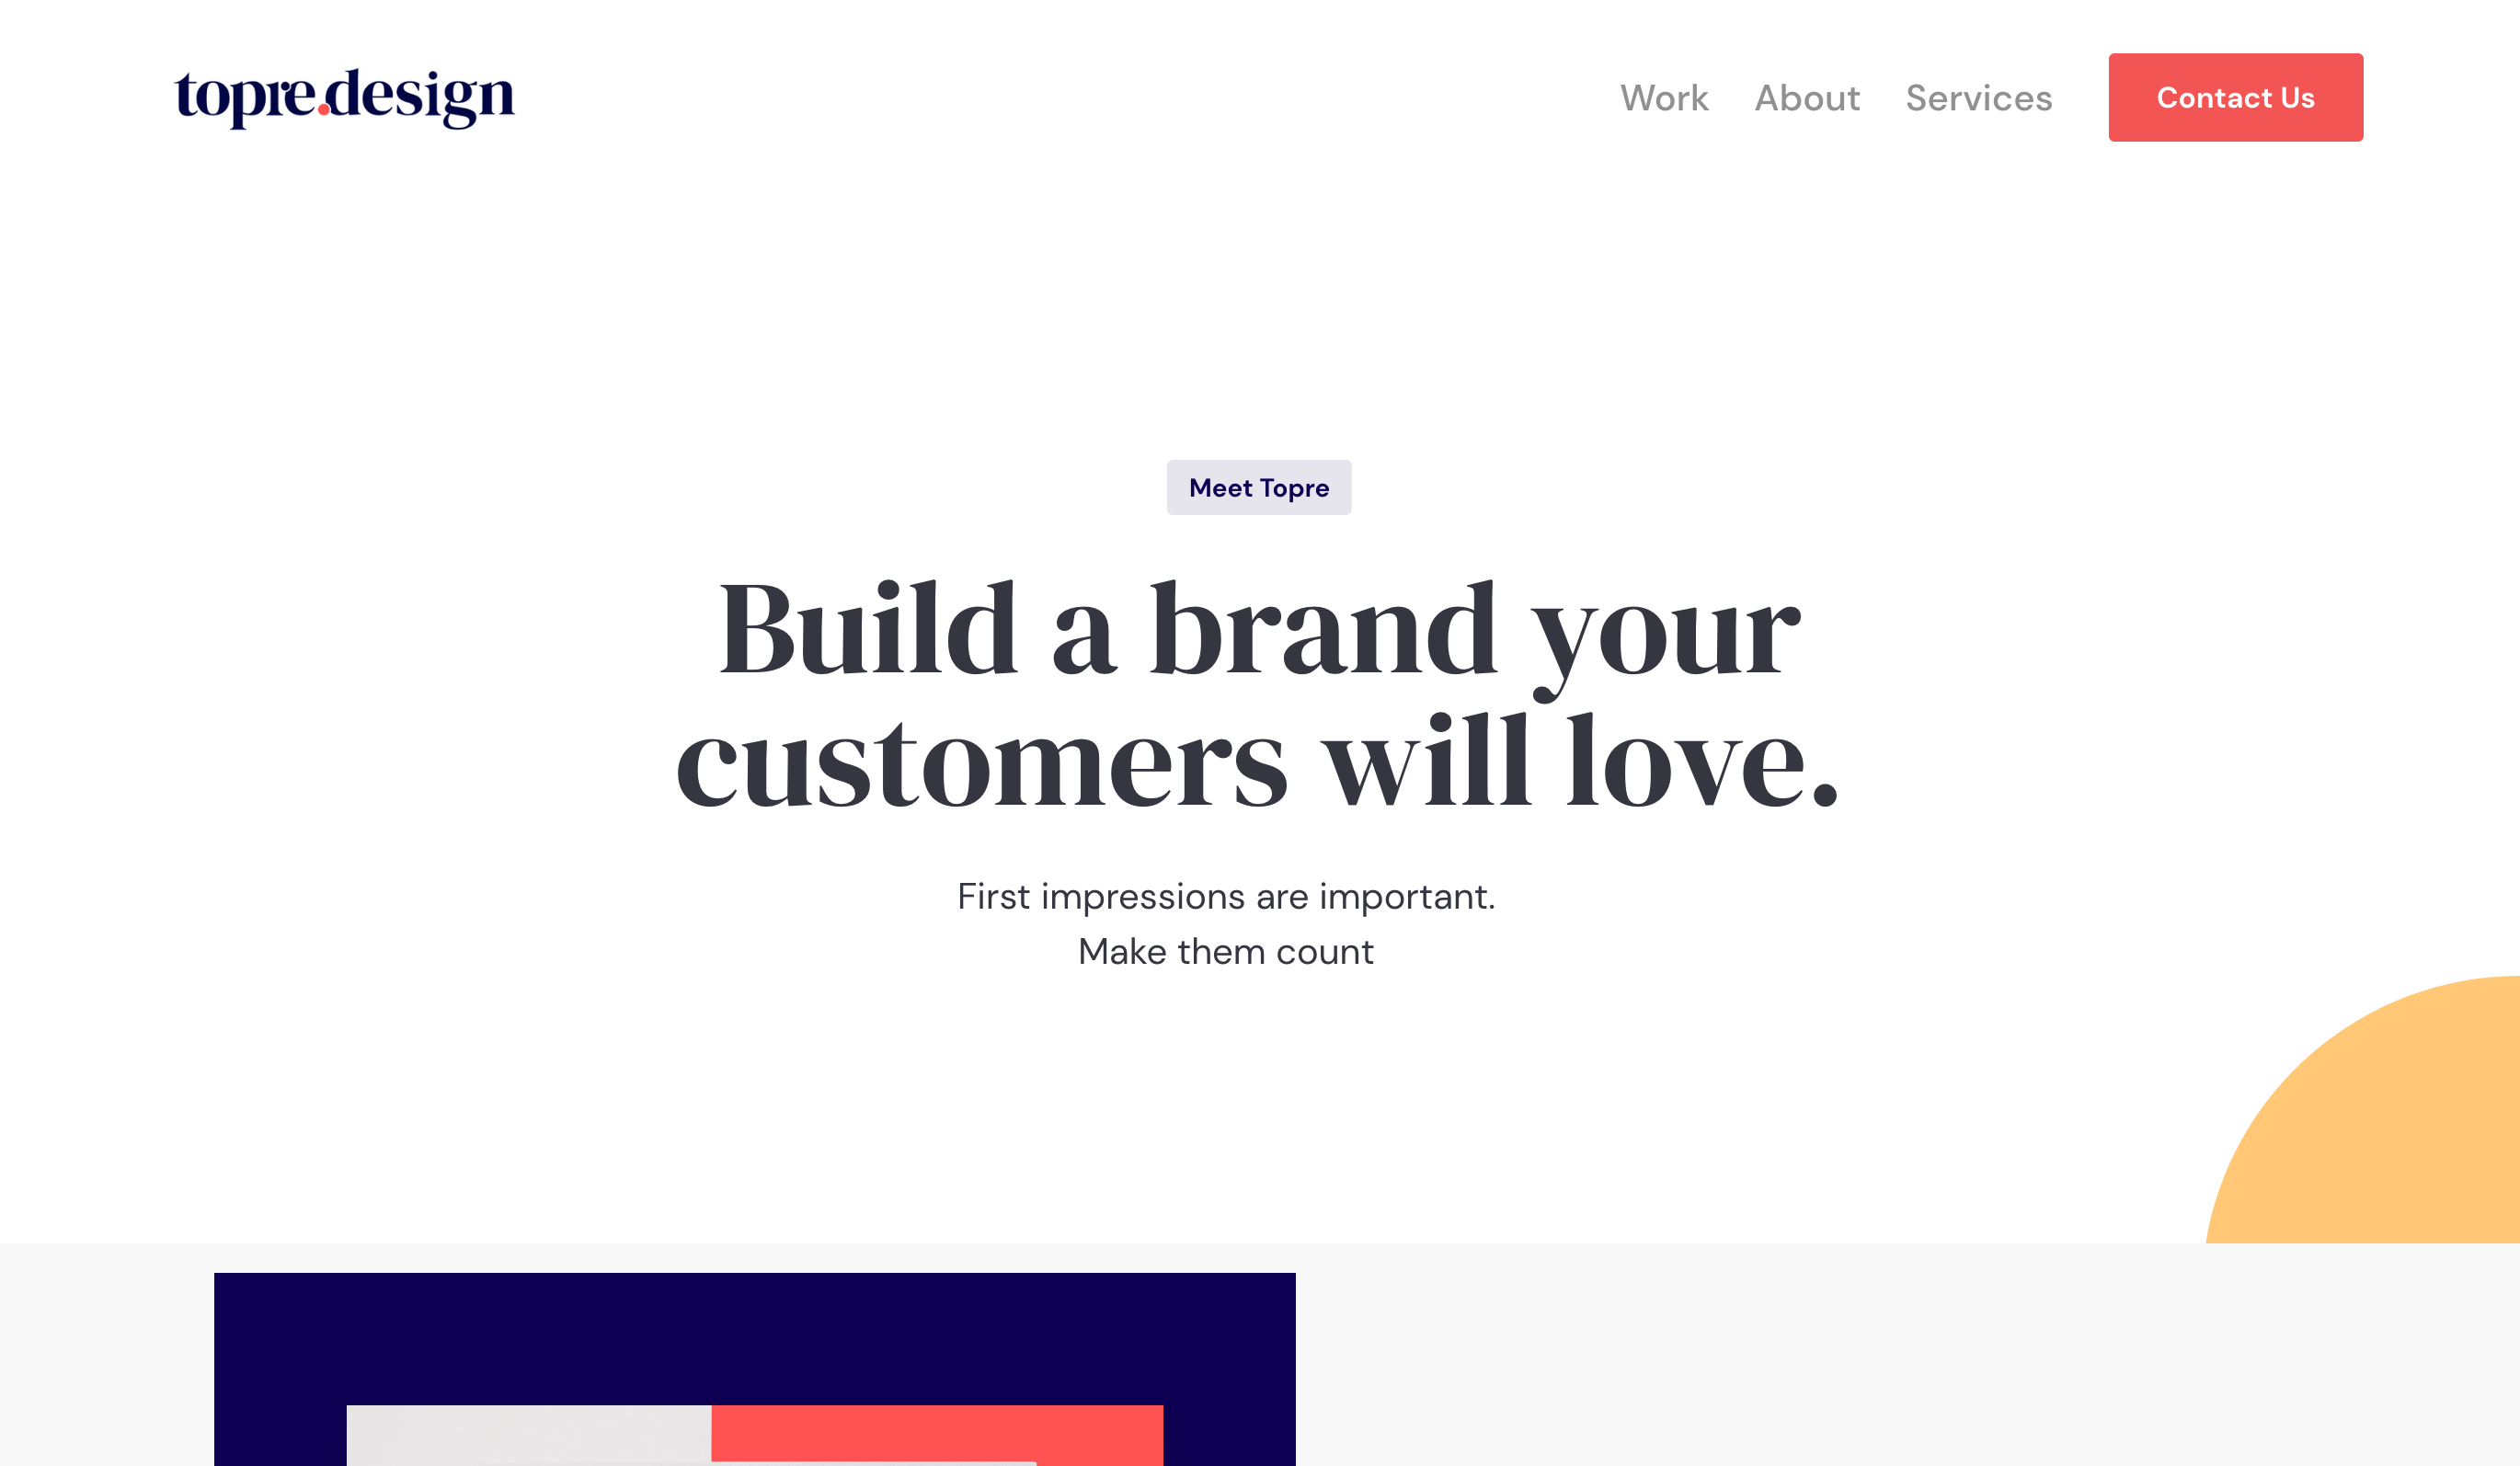 topre.design
Work About Services Contact Us
Meet Topre
Build a brand your
customers will love.
First impressions are important.
Make them count